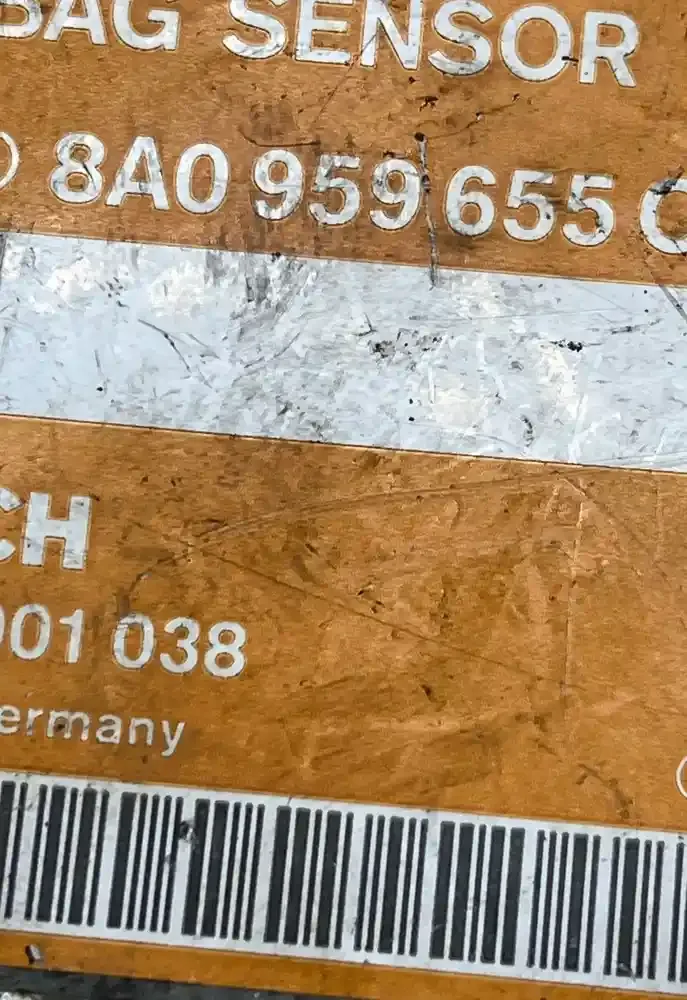 BAG SENSOR
8A0 959 655 C
CH
001 038
ermany